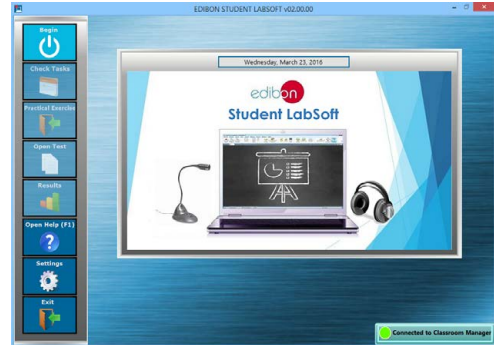 EDIBON STUDENT LABSOFT v02.00.00
Begin
Check Tasks
Practical Exercise
Open Test
Results
Open Help (F1)
Settings
Exit
Wednesday, March 23, 2016
edibon
Student LabSoft
Connected to Classroom Manager